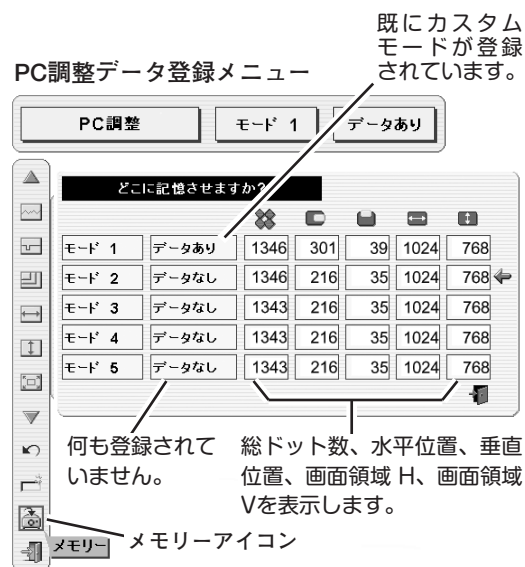 既にカスタム
モードが登録
されています。
PC調整データ登録メニュー
PC調整 モード 1 データあり
どこに記憶させますか?
モード 1 データあり 1346 301 39 1024 768
モード 2 データなし 1346 216 35 1024 768
モード 3 データなし 1343 216 35 1024 768
モード 4 データなし 1343 216 35 1024 768
モード 5 データなし 1343 216 35 1024 768
何も登録されて
いません。
総ドット数、水平位置、垂直
位置、画面領域 H、画面領域
Vを表示します。
メモリーアイコン
メモリー